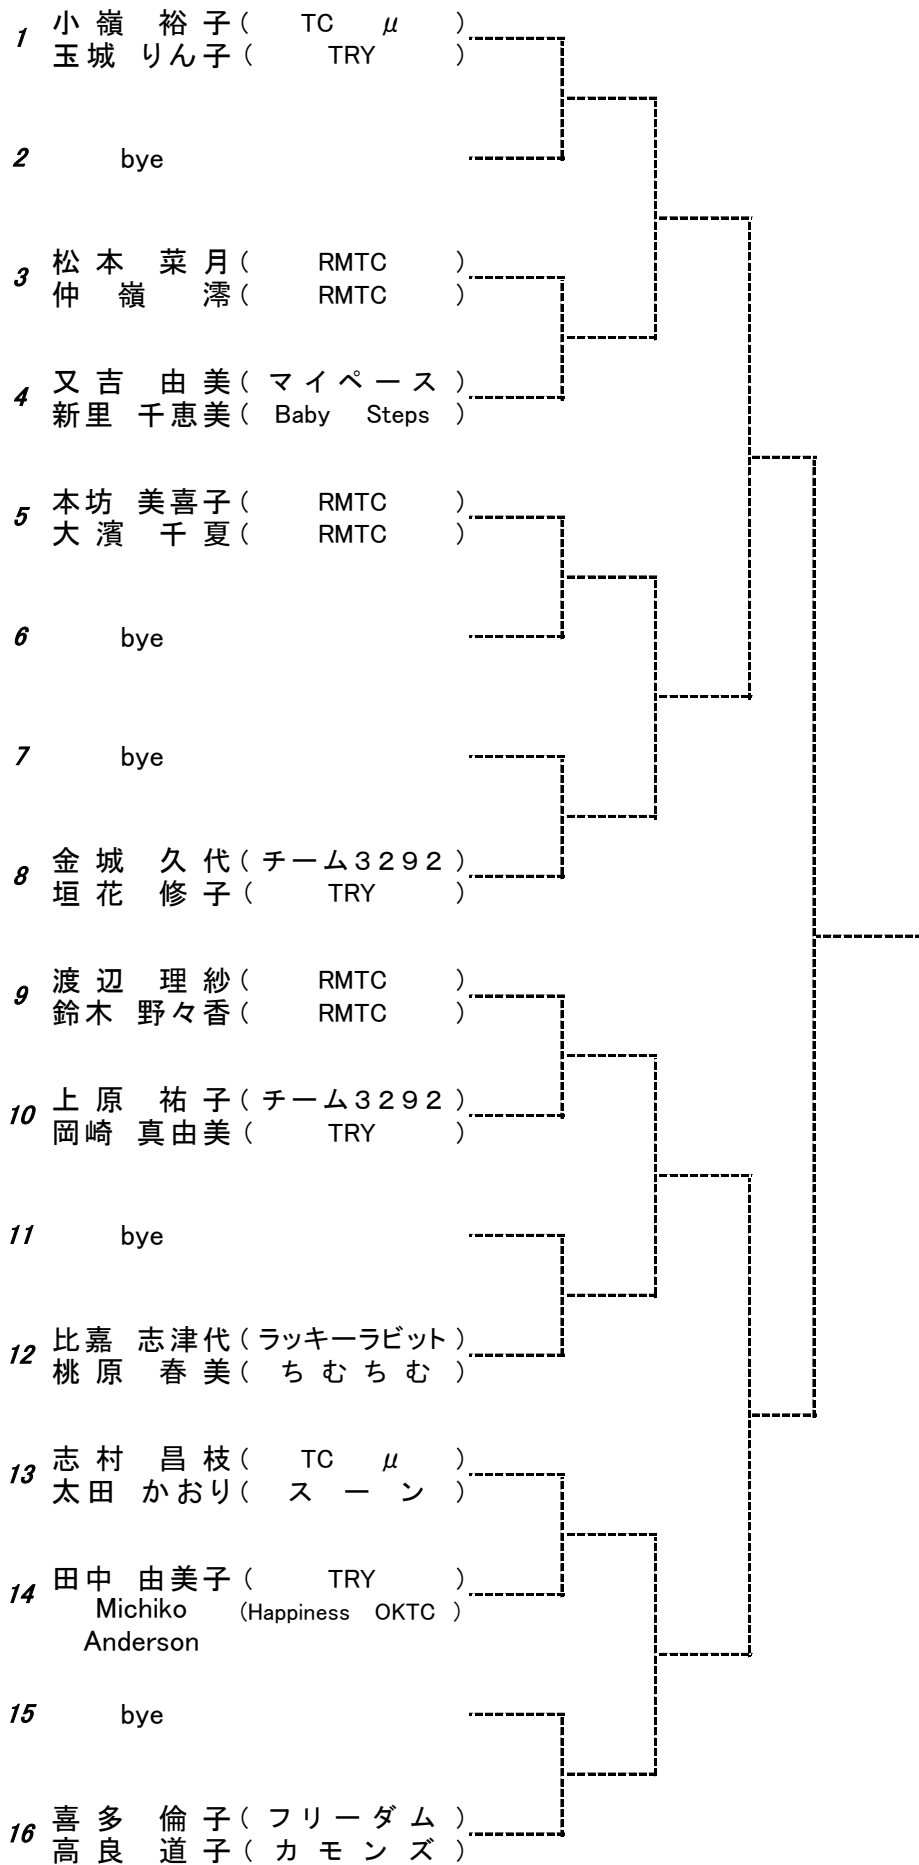 1 小嶺 裕子 ( TC μ )
玉城 りん子 ( TRY )
2 bye
3 松本 菜月 ( RMTC )
仲嶺 澪 ( RMTC )
4 又吉 由美 ( マイペース )
新里 千恵美 ( Baby Steps )
5 本坊 美喜子 ( RMTC )
大濱 千夏 ( RMTC )
6 bye
7 bye
8 金城 久代 ( チーム3292 )
垣花 修子 ( TRY )
9 渡辺 理紗 ( RMTC )
鈴木 野々香 ( RMTC )
10 上原 祐子 ( チーム3292 )
岡崎 真由美 ( TRY )
11 bye
12 比嘉 志津代 ( ラッキーラビット )
桃原 春美 ( ちむちむ )
13 志村 昌枝 ( TC μ )
太田 かおり ( スーン )
14 田中 由美子 ( TRY )
Michiko (Happiness OKTC )
Anderson
15 bye
16 喜多 倫子 ( フリーダム )
高良 道子 ( カモンズ )